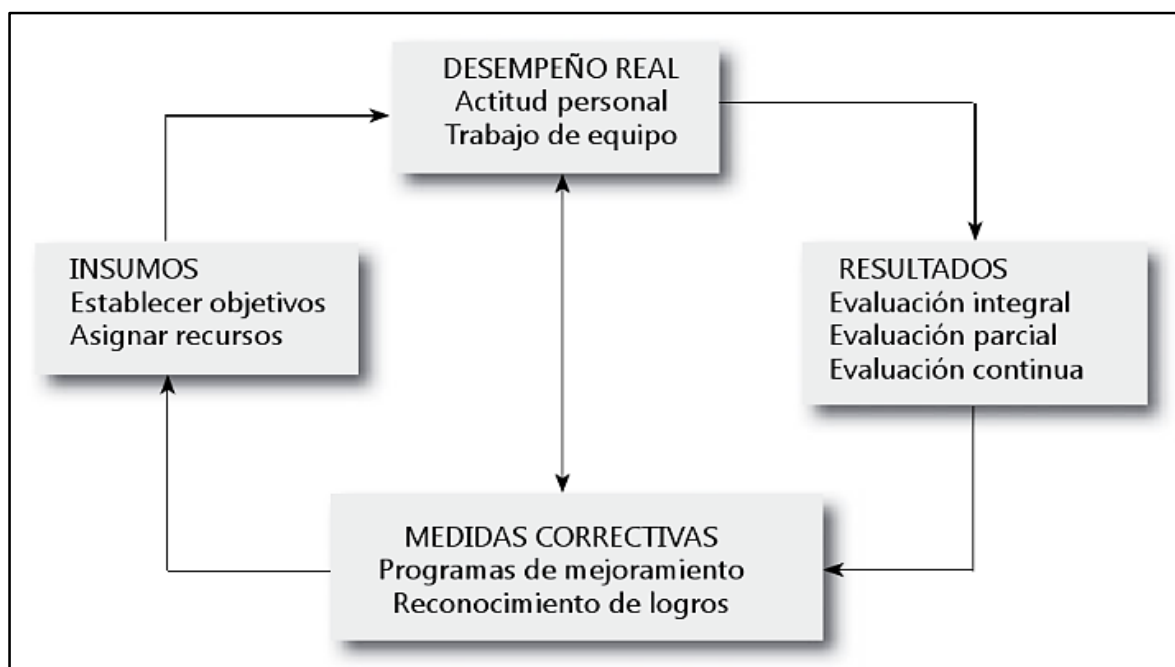 DESEMPEÑO REAL
Actitud personal
Trabajo de equipo
INSUMOS
Establecer objetivos
Asignar recursos
RESULTADOS
Evaluación integral
Evaluación parcial
Evaluación continua
MEDIDAS CORRECTIVAS
Programas de mejoramiento
Reconocimiento de logros